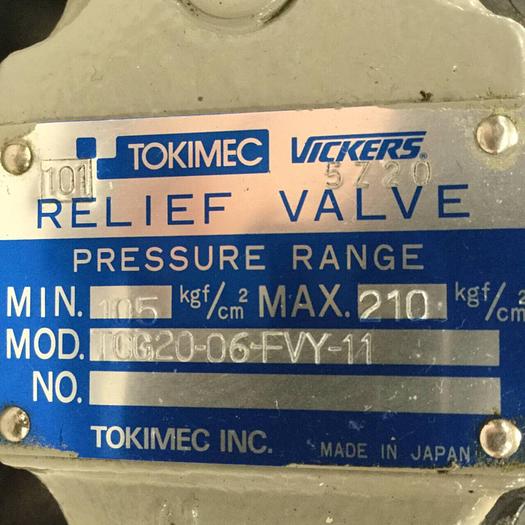 TOKIMEC VICKERS®
101 5Z20
RELIEF VALVE
PRESSURE RANGE
MIN. 105 kgf/cm² MAX. 210 kgf/cm²
MOD. TCG20-06-FVY-11
NO.
TOKIMEC INC. MADE IN JAPAN